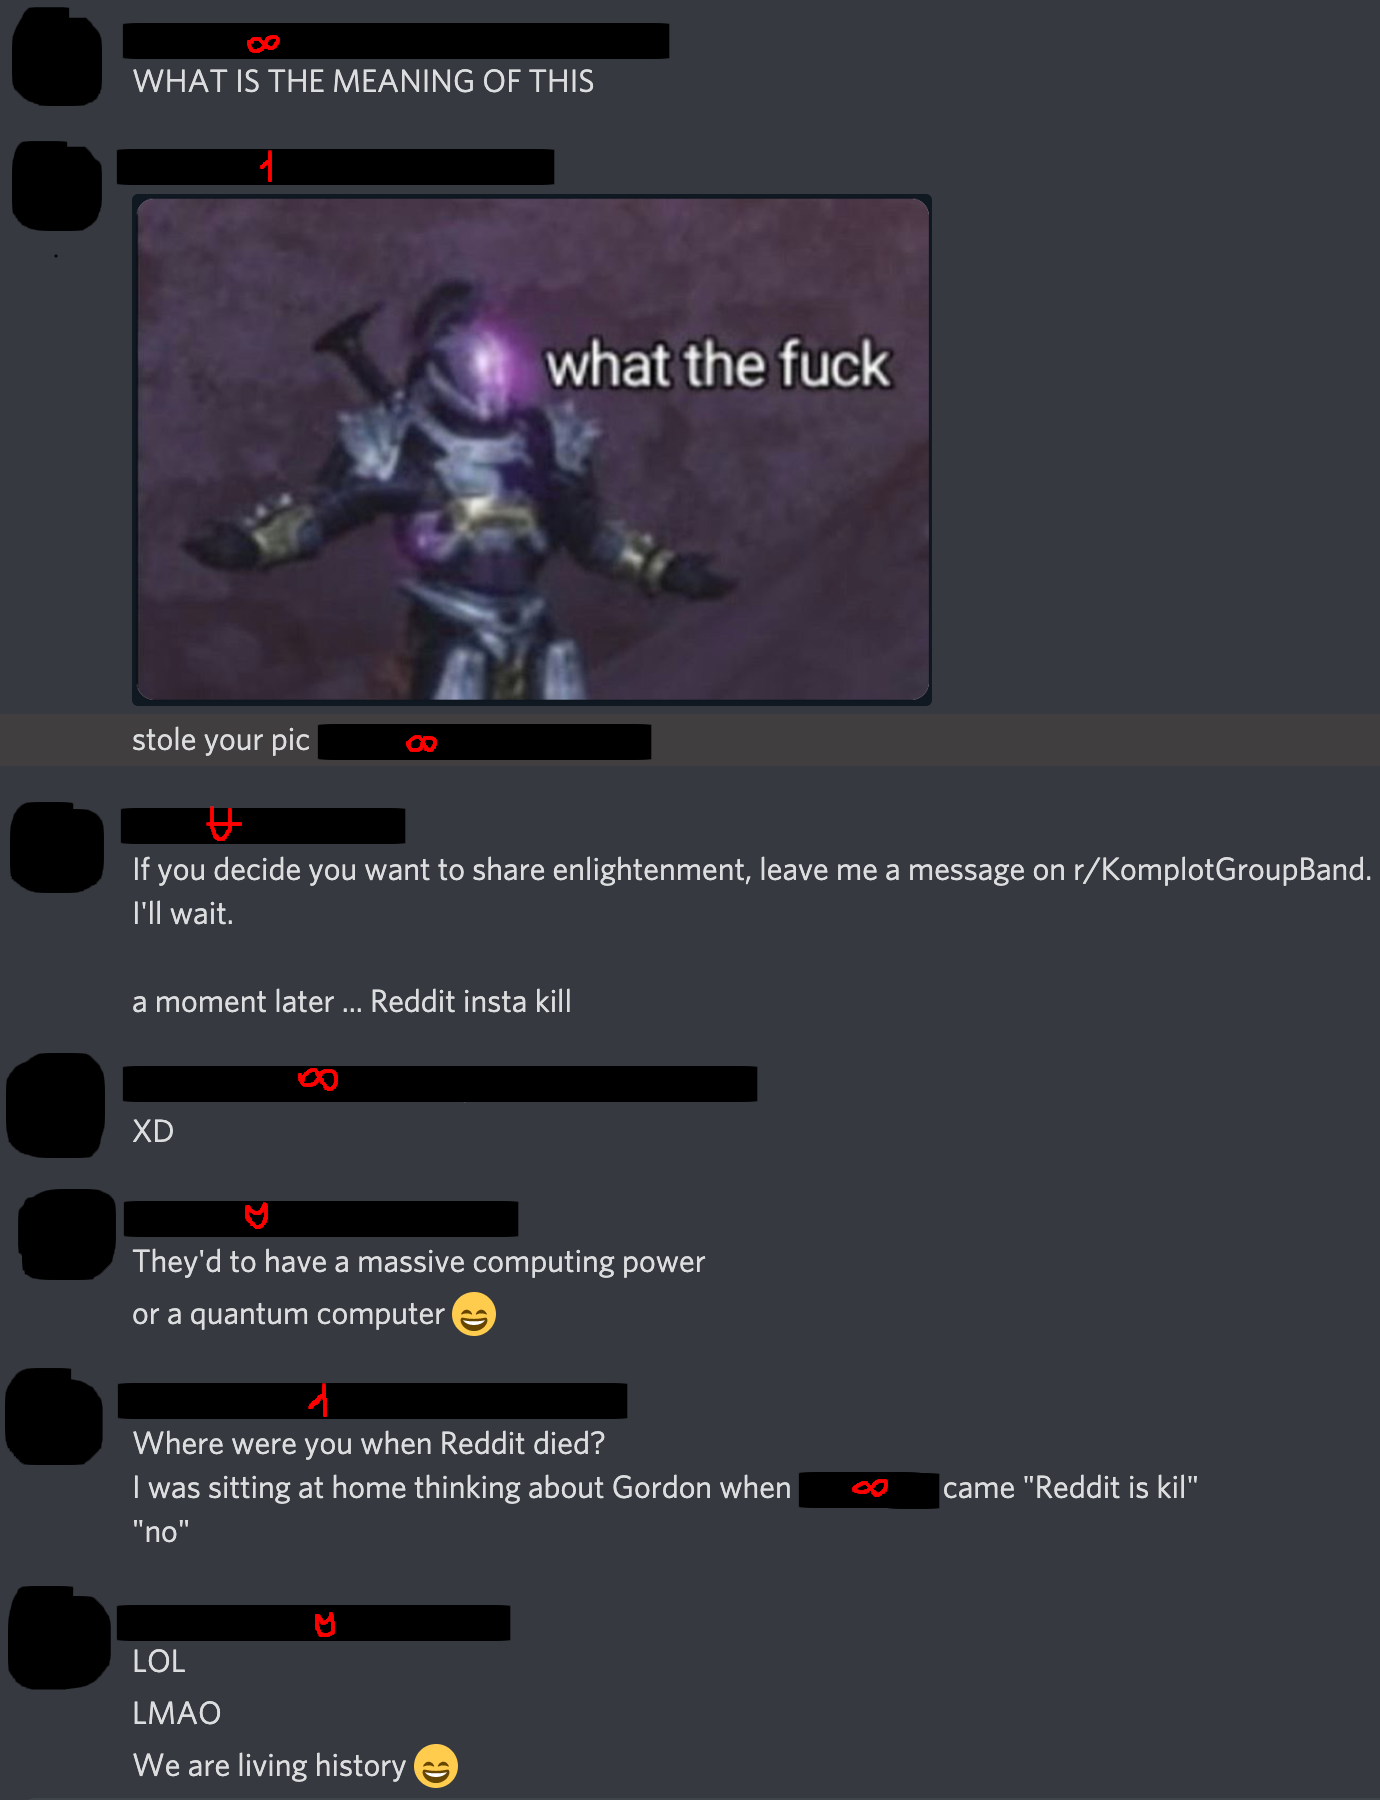 WHAT IS THE MEANING OF THIS
1
what the fuck
stole your pic
If you decide you want to share enlightenment, leave me a message on r/KomplotGroupBand.
I'll wait.
a moment later ... Reddit insta kill
XD
They'd to have a massive computing power
or a quantum computer 😄
1
Where were you when Reddit died?
I was sitting at home thinking about Gordon when came "Reddit is kil"
"no"
LOL
LMAO
We are living history 😄